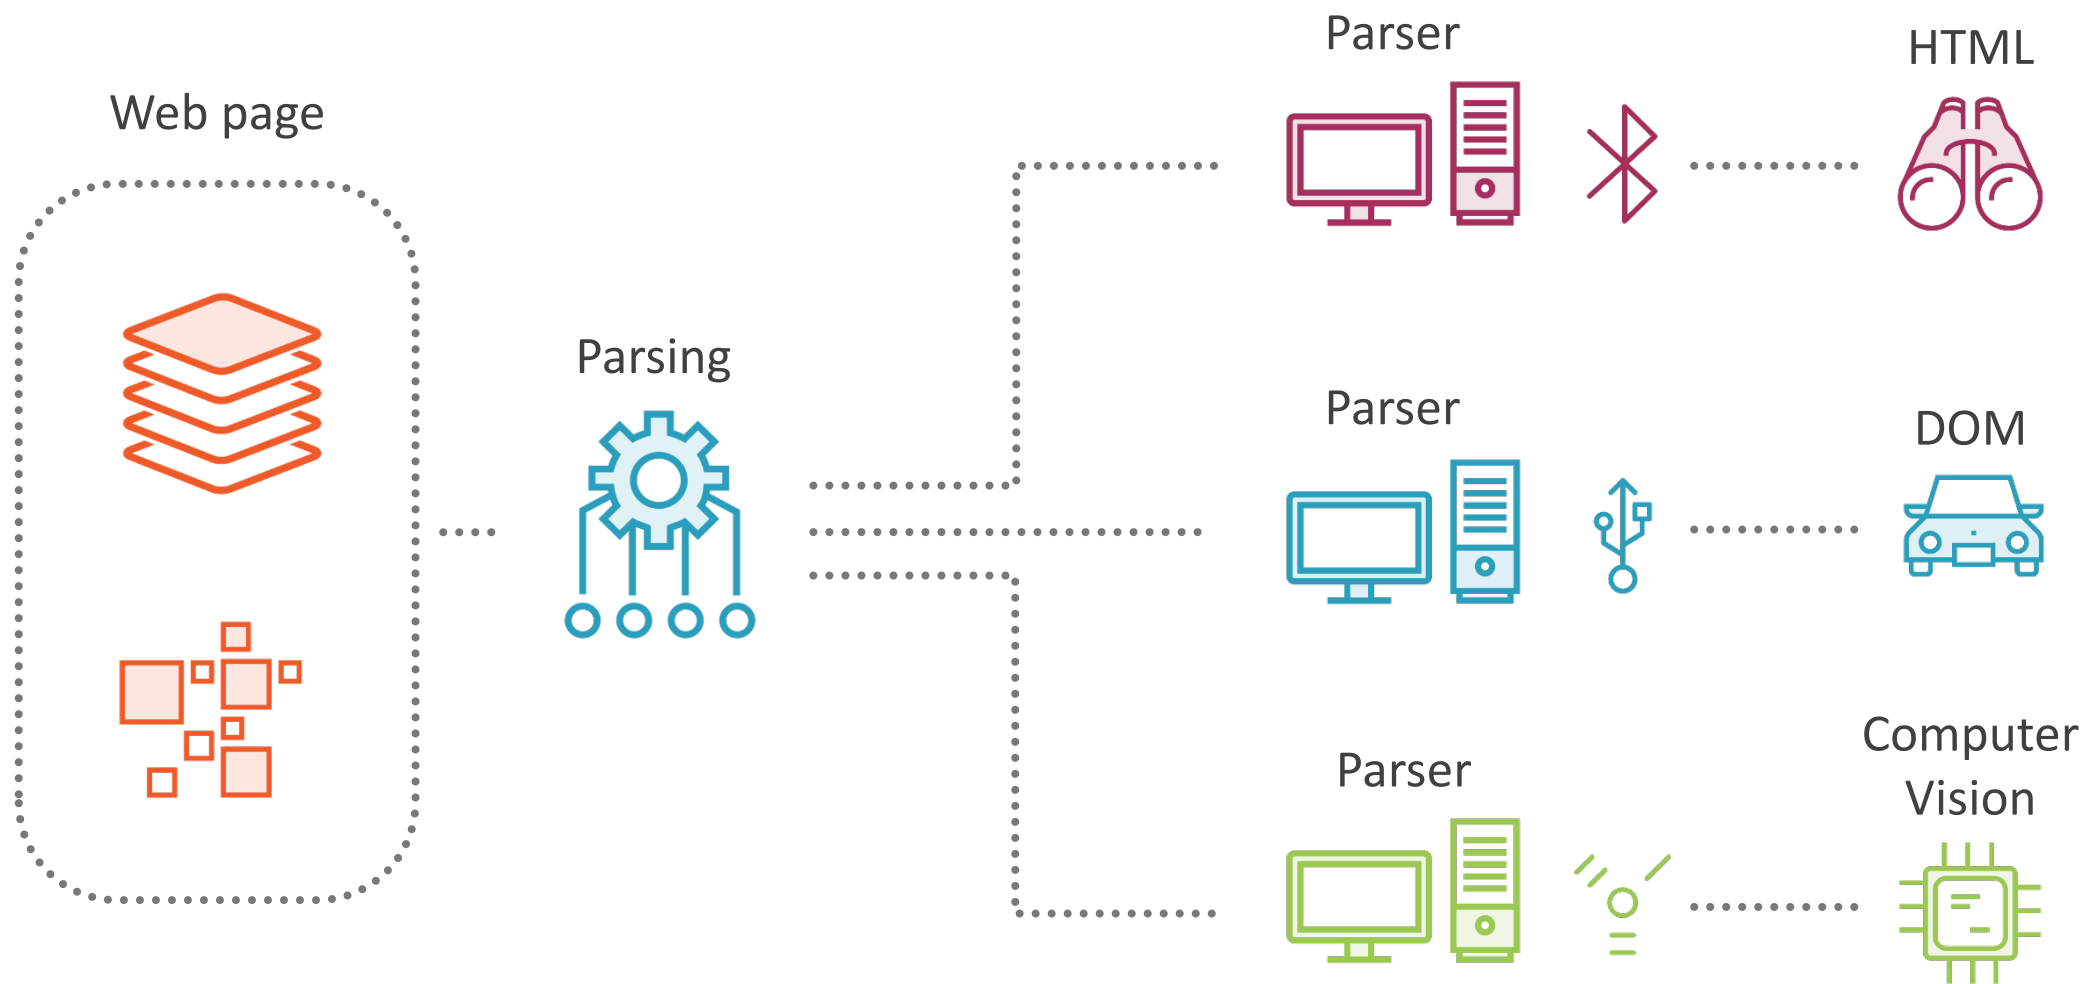 Web page
Parsing
Parser
HTML
Parser
DOM
Parser
Computer
Vision